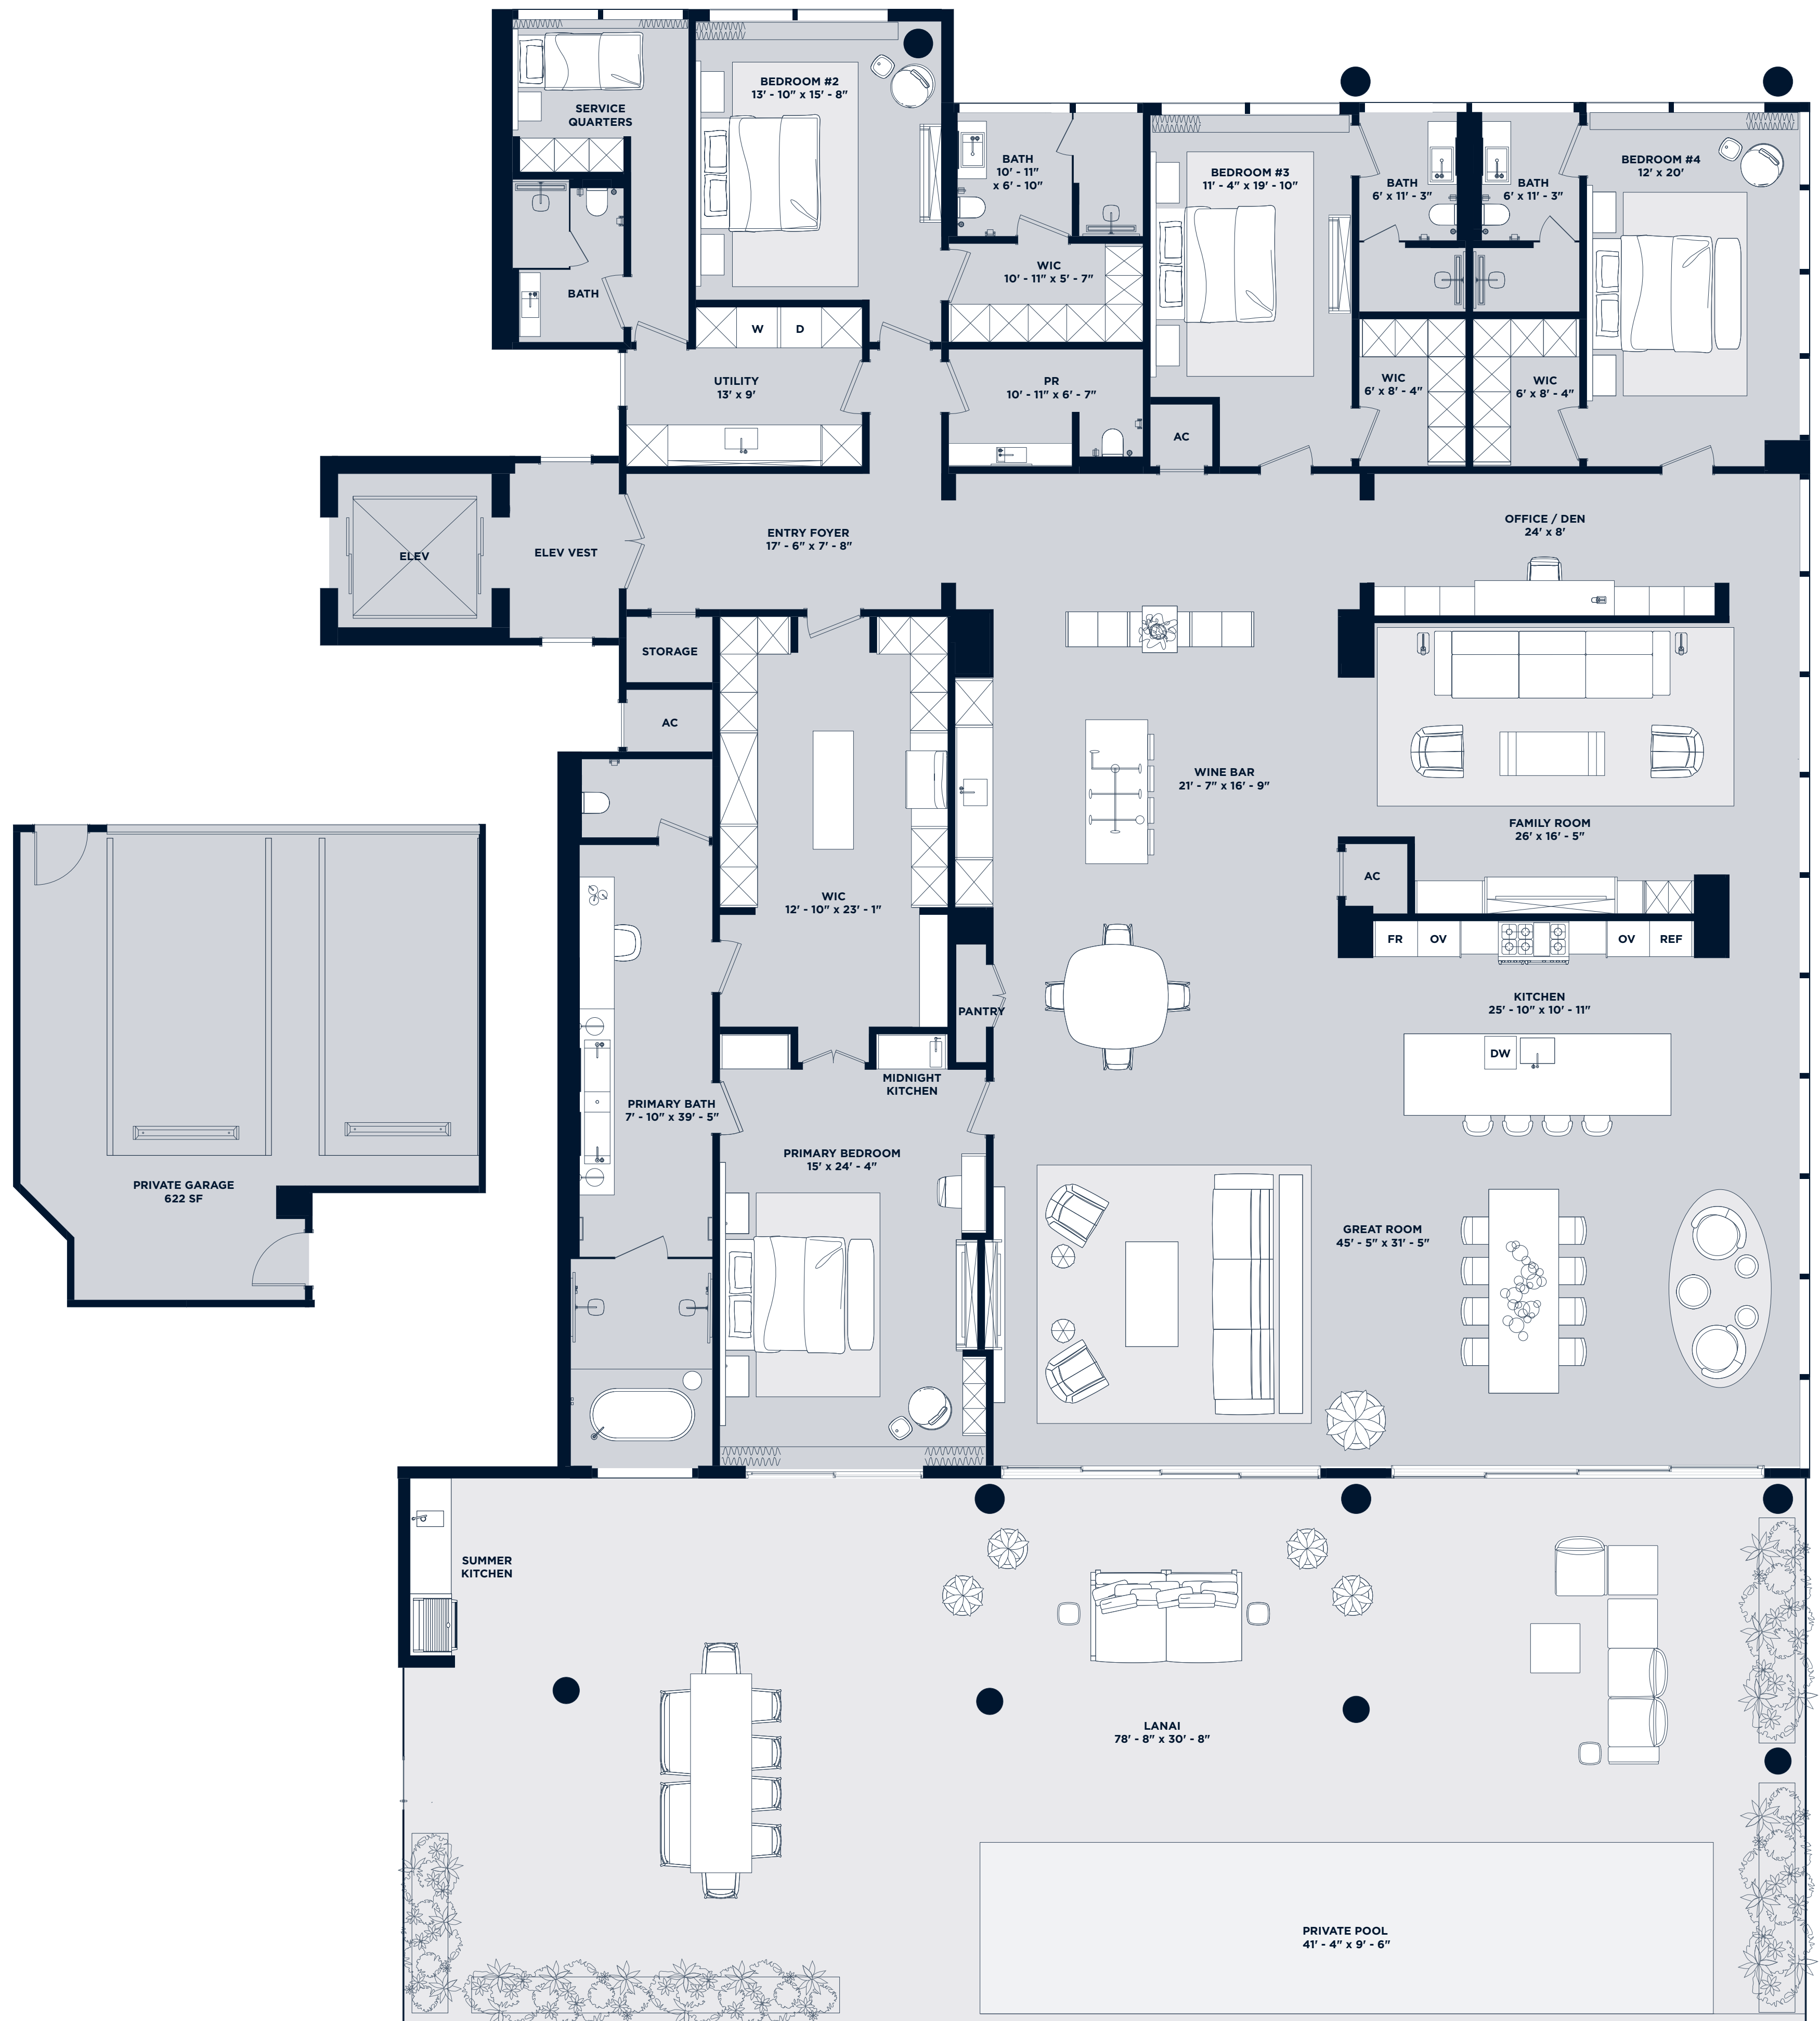 SERVICE
QUARTERS
BEDROOM #2
13' - 10" x 15' - 8"
BATH
10' - 11"
x 6' - 10"
BEDROOM #3
11' - 4" x 19' - 10"
BATH
6' x 11' - 3"
BATH
6' x 11' - 3"
BEDROOM #4
12' x 20'
WIC
10' - 11" x 5' - 7"
BATH
W
D
UTILITY
13' x 9'
PR
10' - 11" x 6' - 7"
WIC
6' x 8' - 4"
WIC
6' x 8' - 4"
AC
ELEV
ELEV VEST
ENTRY FOYER
17' - 6" x 7' - 8"
OFFICE / DEN
24' x 8'
STORAGE
AC
WINE BAR
21' - 7" x 16' - 9"
FAMILY ROOM
26' x 16' - 5"
AC
WIC
12' - 10" x 23' - 1"
FR
OV
OV
REF
KITCHEN
25' - 10" x 10' - 11"
PANTRY
DW
MIDNIGHT
KITCHEN
PRIMARY BATH
7' - 10" x 39' - 5"
PRIMARY BEDROOM
15' x 24' - 4"
PRIVATE GARAGE
622 SF
GREAT ROOM
45' - 5" x 31' - 5"
SUMMER
KITCHEN
LANAI
78' - 8" x 30' - 8"
PRIVATE POOL
41' - 4" x 9' - 6"